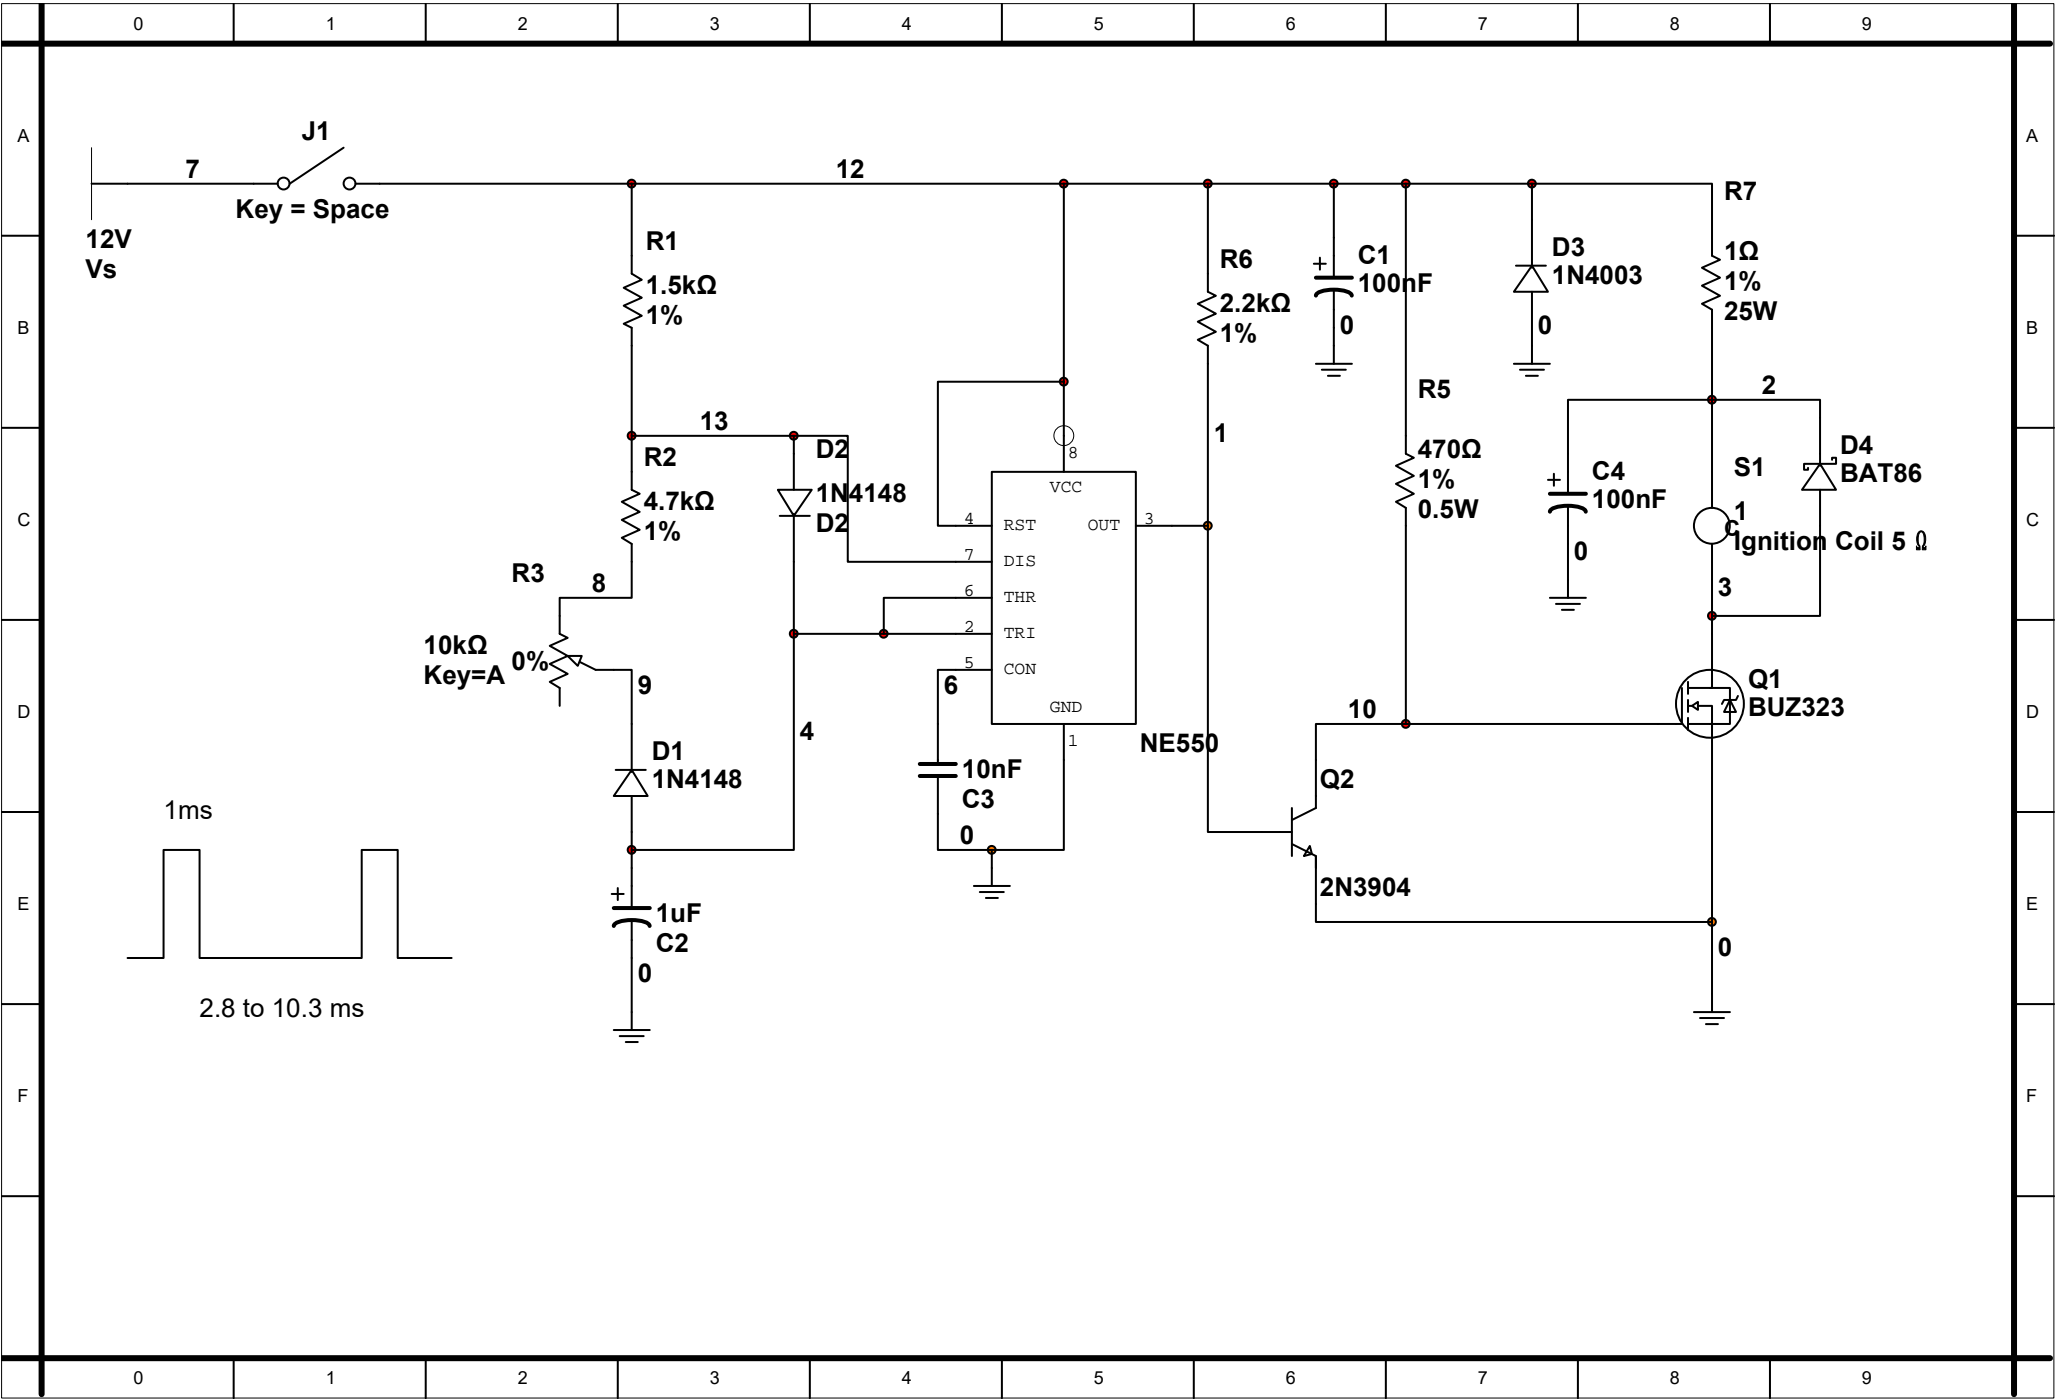 0 1 2 3 4 5 6 7 8 9
A
B
C
D
E
F
A
B
C
D
E
F
J1
7
Key = Space
12V
Vs
12
R1
1.5kΩ
1%
13
R2
4.7kΩ
1%
R3
8
10kΩ
Key=A
0%
9
D1
1N4148
D2
1N4148
D2
4
1uF
C2
0
1ms
2.8 to 10.3 ms
8
VCC
4 RST
OUT 3
7 DIS
6 THR
2 TRI
5 CON
GND
1
NE550
6
10nF
C3
0
R6
2.2kΩ
1%
1
C1
100nF
0
R5
470Ω
1%
0.5W
D3
1N4003
0
R7
1Ω
1%
25W
2
C4
100nF
0
S1
1
C
Ignition Coil 5 Ω
D4
BAT86
3
Q1
BUZ323
10
Q2
2N3904
0
0 1 2 3 4 5 6 7 8 9